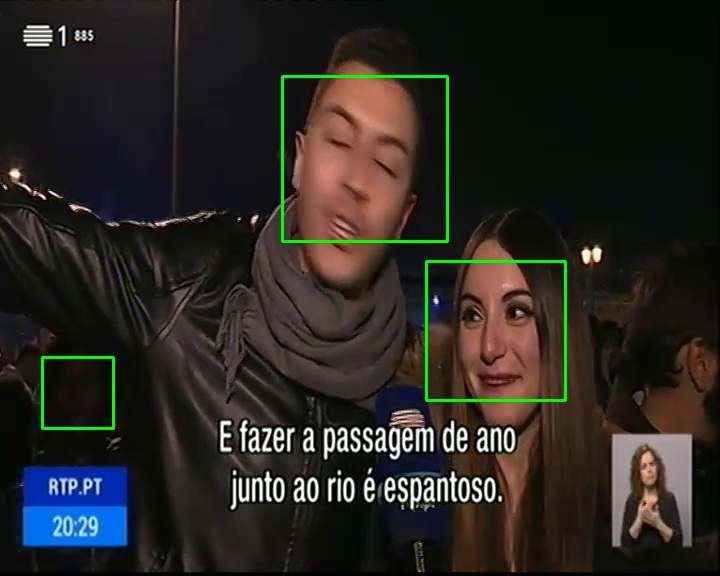 1 885
E fazer a passagem de ano
junto ao rio é espantoso.
RTP.PT
20:29